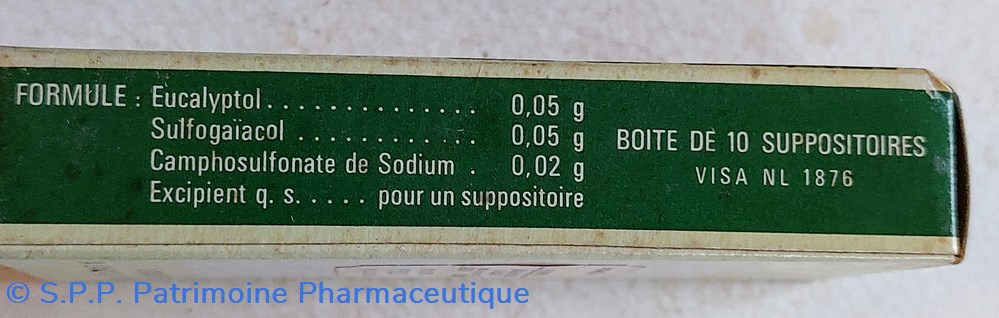 FORMULE : Eucalyptol . . . . . . . . . . . . . . 0,05 g
Sulfogaïacol . . . . . . . . . . . . 0,05 g
Camphosulfonate de Sodium . 0,02 g
Excipient q. s. . . . . . pour un suppositoire
BOITE DE 10 SUPPOSITOIRES
VISA NL 1876
© S.P.P. Patrimoine Pharmaceutique